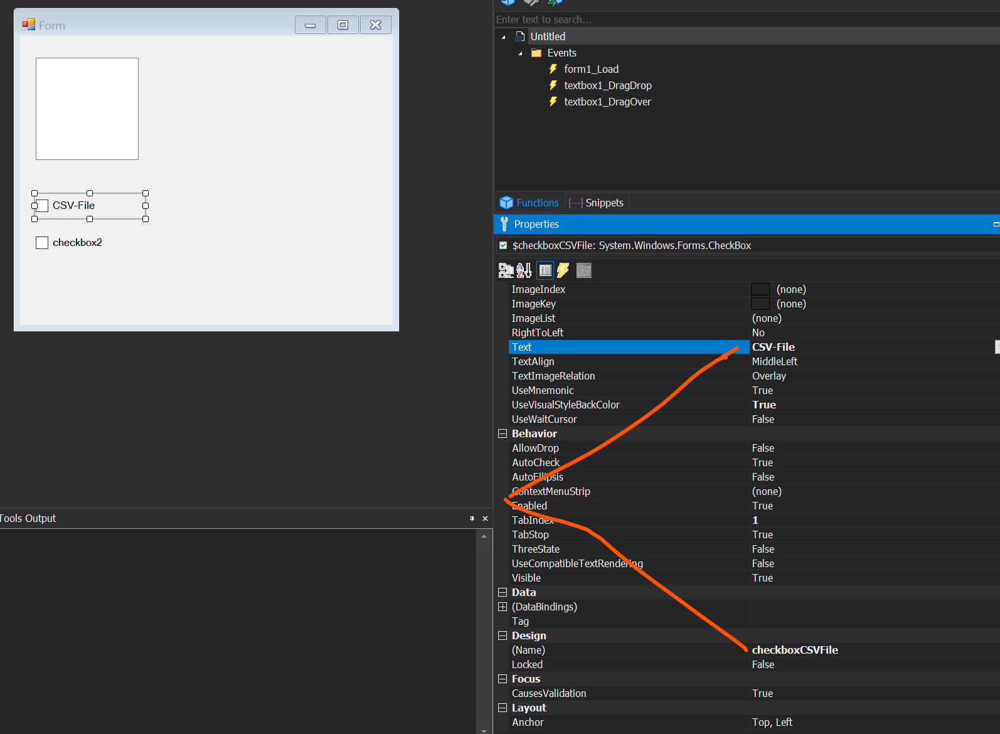 Form
CSV-File
checkbox2
Tools Output
Enter text to search...
Untitled
Events
form1_Load
textbox1_DragDrop
textbox1_DragOver
Functions
Snippets
Properties
$checkboxCSVFile: System.Windows.Forms.CheckBox
ImageIndex (none)
ImageKey (none)
ImageList (none)
RightToLeft No
Text CSV-File
TextAlign MiddleLeft
TextImageRelation Overlay
UseMnemonic True
UseVisualStyleBackColor True
UseWaitCursor False
Behavior
AllowDrop False
AutoCheck True
AutoEllipsis False
ContextMenuStrip (none)
Enabled True
TabIndex 1
TabStop True
ThreeState False
UseCompatibleTextRendering False
Visible True
Data
(DataBindings)
Tag
Design
(Name) checkboxCSVFile
Locked False
Focus
CausesValidation True
Layout
Anchor Top, Left